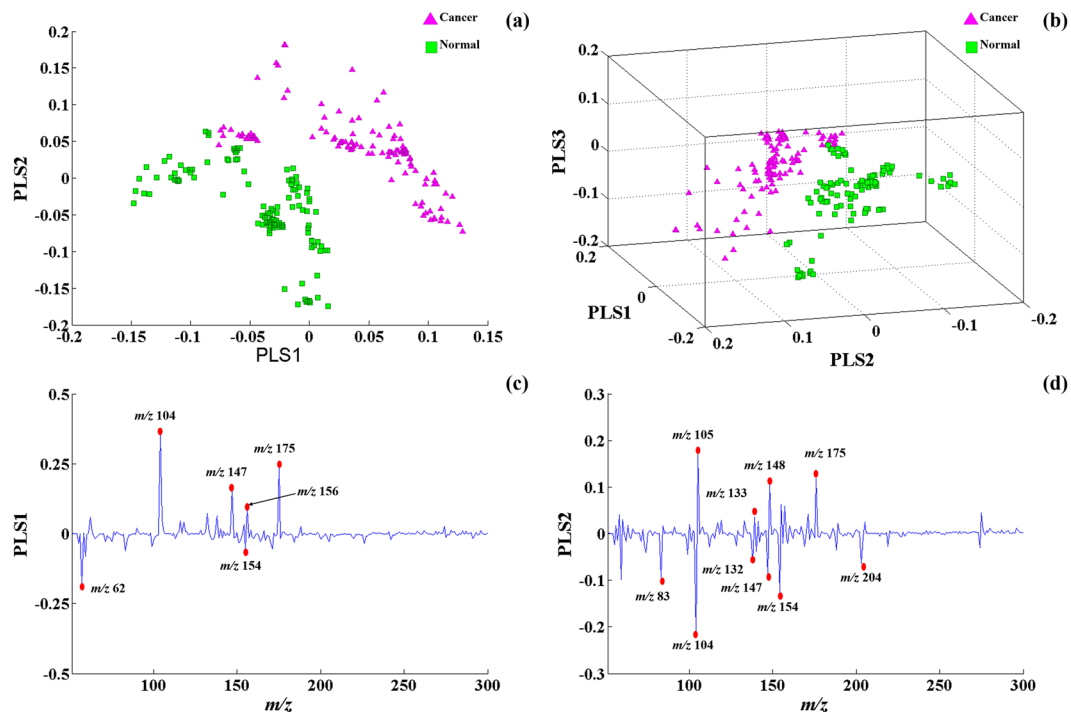 (a)
Cancer
Normal
0.2
0.15
0.1
0.05
0
-0.05
-0.1
-0.15
-0.2
PLS2
-0.2
-0.15
-0.1
-0.05
0
0.05
0.1
0.15
PLS1
(b)
Cancer
Normal
0.2
0.1
0
-0.1
-0.2
PLS3
0.2
0
-0.2
PLS1
0.2
0.1
0
-0.1
-0.2
PLS2
(c)
0.5
0.25
0
-0.25
-0.5
PLS1
m/z 104
m/z 147
m/z 175
m/z 156
m/z 154
m/z 62
100
150
200
250
300
m/z
(d)
0.3
0.2
0.1
0
-0.1
-0.2
-0.3
PLS2
m/z 105
m/z 148
m/z 175
m/z 133
m/z 132
m/z 83
m/z 147
m/z 204
m/z 154
m/z 104
100
150
200
250
300
m/z